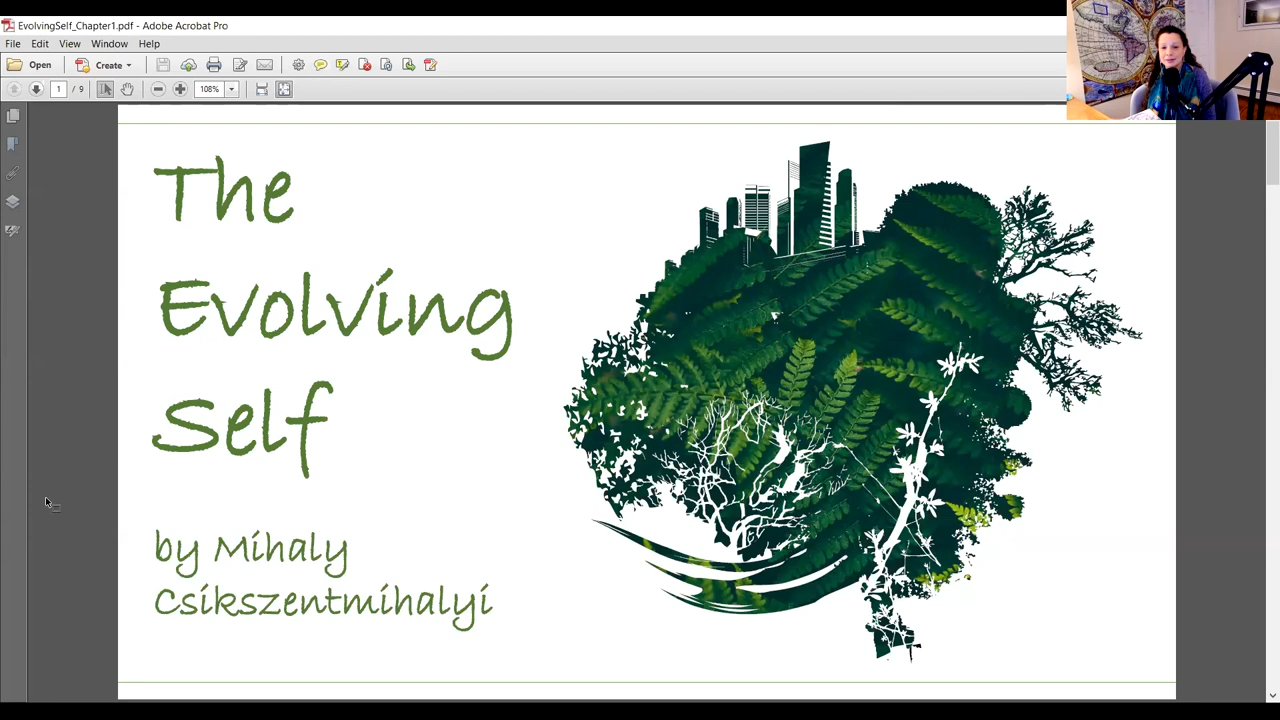 EvolvingSelf_Chapter1.pdf - Adobe Acrobat Pro
File Edit View Window Help
Open Create
1 / 9 108%
The
Evolving
Self
by Mihaly
Csikszentmihalyi